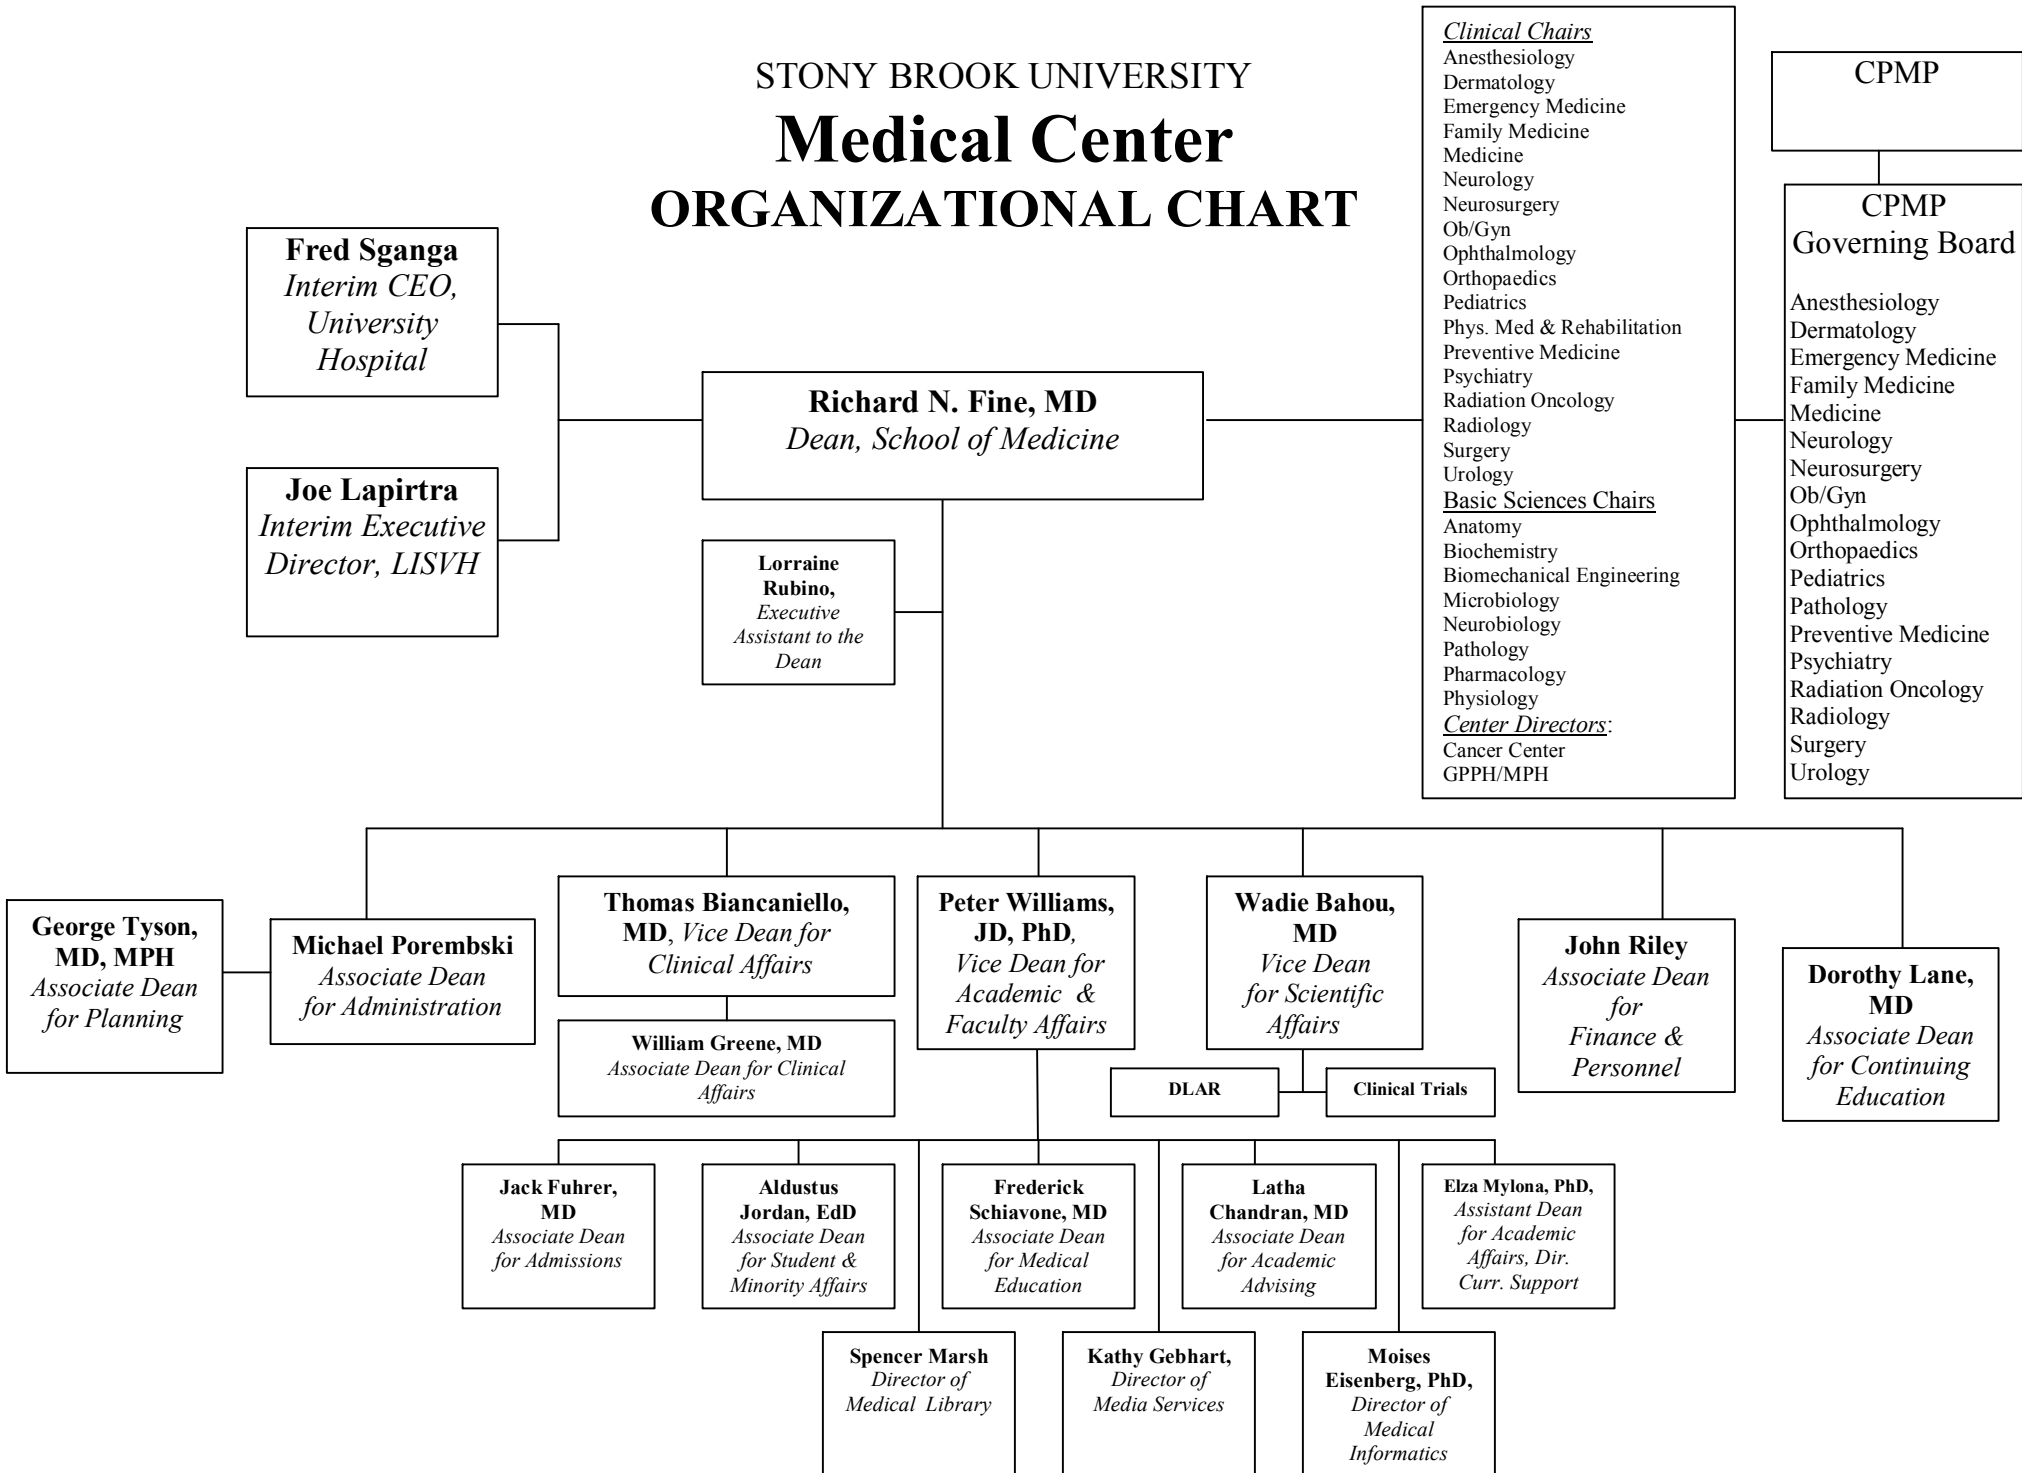 STONY BROOK UNIVERSITY
Medical Center
ORGANIZATIONAL CHART
Fred Sganga
Interim CEO,
University
Hospital
Joe Lapirtra
Interim Executive
Director, LISVH
Richard N. Fine, MD
Dean, School of Medicine
Lorraine
Rubino,
Executive
Assistant to the
Dean
Clinical Chairs
Anesthesiology
Dermatology
Emergency Medicine
Family Medicine
Medicine
Neurology
Neurosurgery
Ob/Gyn
Ophthalmology
Orthopaedics
Pediatrics
Phys. Med & Rehabilitation
Preventive Medicine
Psychiatry
Radiation Oncology
Radiology
Surgery
Urology
Basic Sciences Chairs
Anatomy
Biochemistry
Biomechanical Engineering
Microbiology
Neurobiology
Pathology
Pharmacology
Physiology
Center Directors:
Cancer Center
GPPH/MPH
CPMP
CPMP
Governing Board
Anesthesiology
Dermatology
Emergency Medicine
Family Medicine
Medicine
Neurology
Neurosurgery
Ob/Gyn
Ophthalmology
Orthopaedics
Pediatrics
Pathology
Preventive Medicine
Psychiatry
Radiation Oncology
Radiology
Surgery
Urology
George Tyson,
MD, MPH
Associate Dean
for Planning
Michael Porembski
Associate Dean
for Administration
Thomas Biancaniello,
MD, Vice Dean for
Clinical Affairs
William Greene, MD
Associate Dean for Clinical
Affairs
Peter Williams,
JD, PhD,
Vice Dean for
Academic &
Faculty Affairs
Wadie Bahou,
MD
Vice Dean
for Scientific
Affairs
DLAR
Clinical Trials
John Riley
Associate Dean
for
Finance &
Personnel
Dorothy Lane,
MD
Associate Dean
for Continuing
Education
Jack Fuhrer,
MD
Associate Dean
for Admissions
Aldustus
Jordan, EdD
Associate Dean
for Student &
Minority Affairs
Frederick
Schiavone, MD
Associate Dean
for Medical
Education
Latha
Chandran, MD
Associate Dean
for Academic
Advising
Elza Mylona, PhD,
Assistant Dean
for Academic
Affairs, Dir.
Curr. Support
Spencer Marsh
Director of
Medical Library
Kathy Gebhart,
Director of
Media Services
Moises
Eisenberg, PhD,
Director of
Medical
Informatics